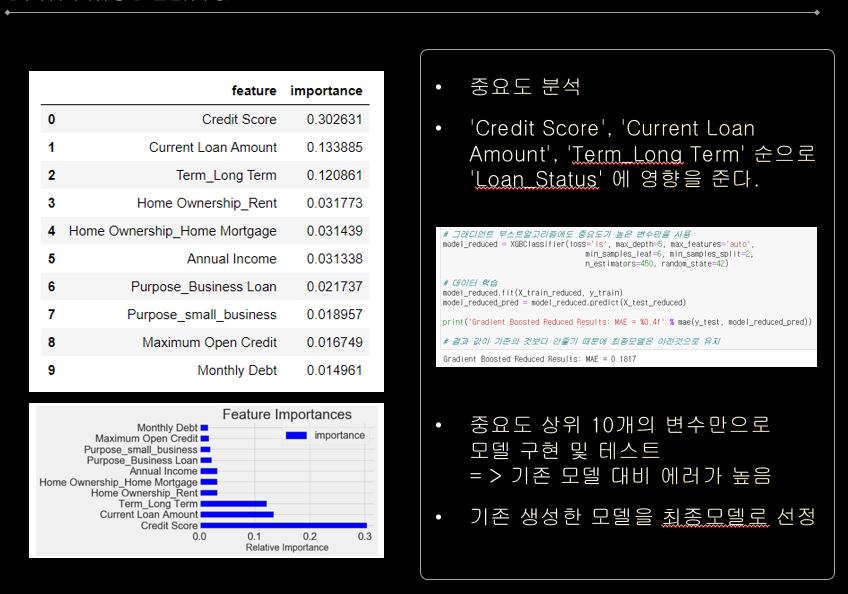 feature importance
0 Credit Score 0.302631
1 Current Loan Amount 0.133885
2 Term_Long Term 0.120861
3 Home Ownership_Rent 0.031773
4 Home Ownership_Home Mortgage 0.031439
5 Annual Income 0.031338
6 Purpose_Business Loan 0.021737
7 Purpose_small_business 0.018957
8 Maximum Open Credit 0.016749
9 Monthly Debt 0.014961
Feature Importances
importance
Monthly Debt
Maximum Open Credit
Purpose_small_business
Purpose_Business Loan
Annual Income
Home Ownership_Home Mortgage
Home Ownership_Rent
Term_Long Term
Current Loan Amount
Credit Score
0.0 0.1 0.2 0.3
Relative Importance
• 중요도 분석
• 'Credit Score', 'Current Loan
Amount', 'Term_Long Term' 순으로
'Loan_Status' 에 영향을 준다.
# 그래디언트 부스트알고리즘에도 중요도가 높은 변수만을 사용
model_reduced = XGBClassifier(loss='ls', max_depth=5, max_features='auto',
min_samples_leaf=6, min_samples_split=2,
n_estimators=450, random_state=42)
# 데이터 학습
model_reduced.fit(X_train_reduced, y_train)
model_reduced_pred = model_reduced.predict(X_test_reduced)
print('Gradient Boosted Reduced Results: MAE = %0.4f' % mae(y_test, model_reduced_pred))
# 결과 값이 기존의 것보다 안좋기 때문에 최종모델은 이전것으로 유지
Gradient Boosted Reduced Results: MAE = 0.1817
• 중요도 상위 10개의 변수만으로
모델 구현 및 테스트
= > 기존 모델 대비 에러가 높음
• 기존 생성한 모델을 최종모델로 선정